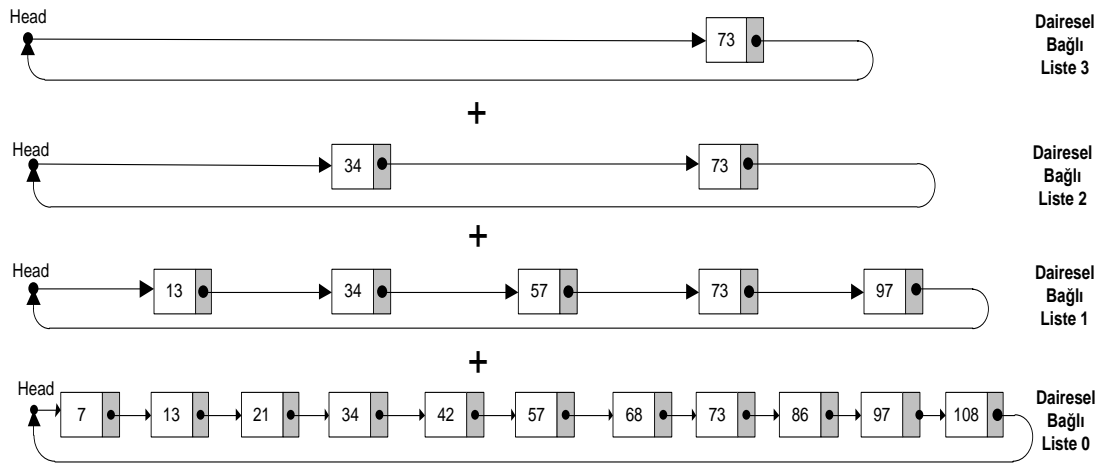 Head
73
Dairesel
Bağlı
Liste 3
+
Head
34 73
Dairesel
Bağlı
Liste 2
+
Head
13 34 57 73 97
Dairesel
Bağlı
Liste 1
+
Head
7 13 21 34 42 57 68 73 86 97 108
Dairesel
Bağlı
Liste 0